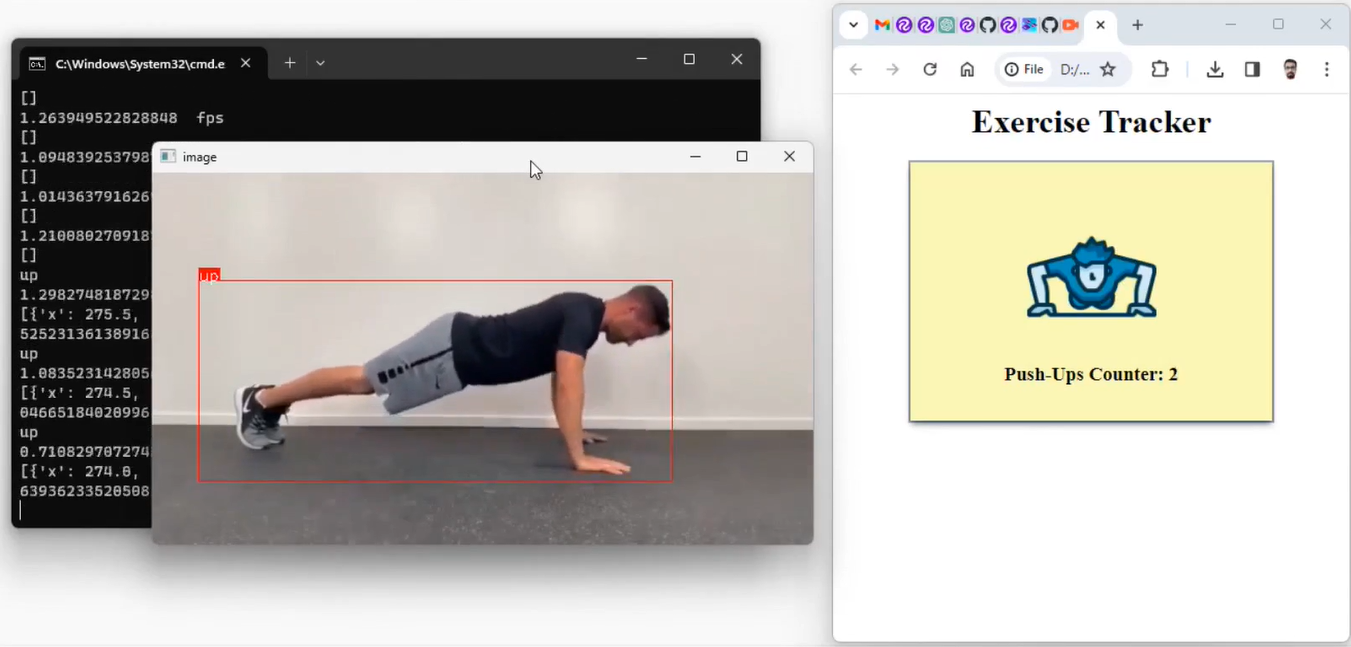 C:\Windows\System32\cmd.e
[]
1.263949522828848 fps
[]
1.094839253798
[]
1.014363791626
[]
1.210080270918
[]
up
1.298274818729
[{'x': 275.5,
52523136138916
up
1.08352314280
[{'x': 274.5,
04665184020996
up
0.710829707274
[{'x': 274.0,
63936233520508
image
up
File
D:/...
Exercise Tracker
Push-Ups Counter: 2